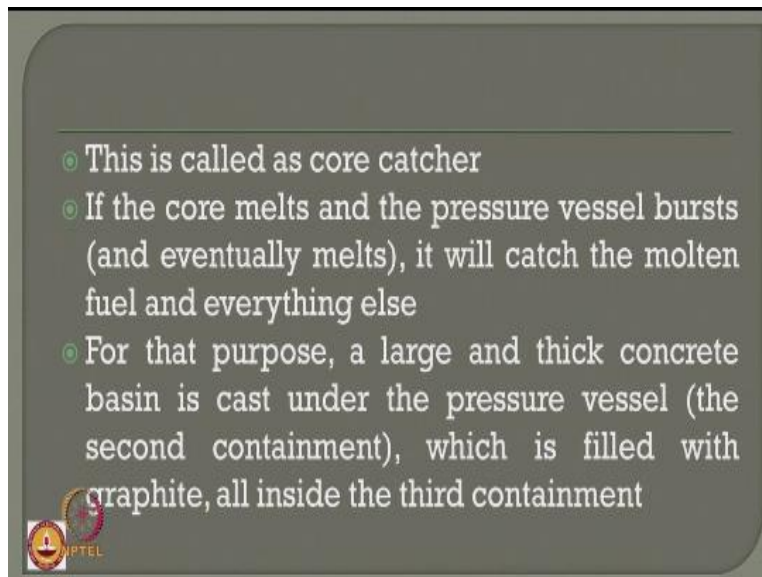 This is called as core catcher
If the core melts and the pressure vessel bursts
(and eventually melts), it will catch the molten
fuel and everything else
For that purpose, a large and thick concrete
basin is cast under the pressure vessel (the
second containment), which is filled with
graphite, all inside the third containment
NPTEL